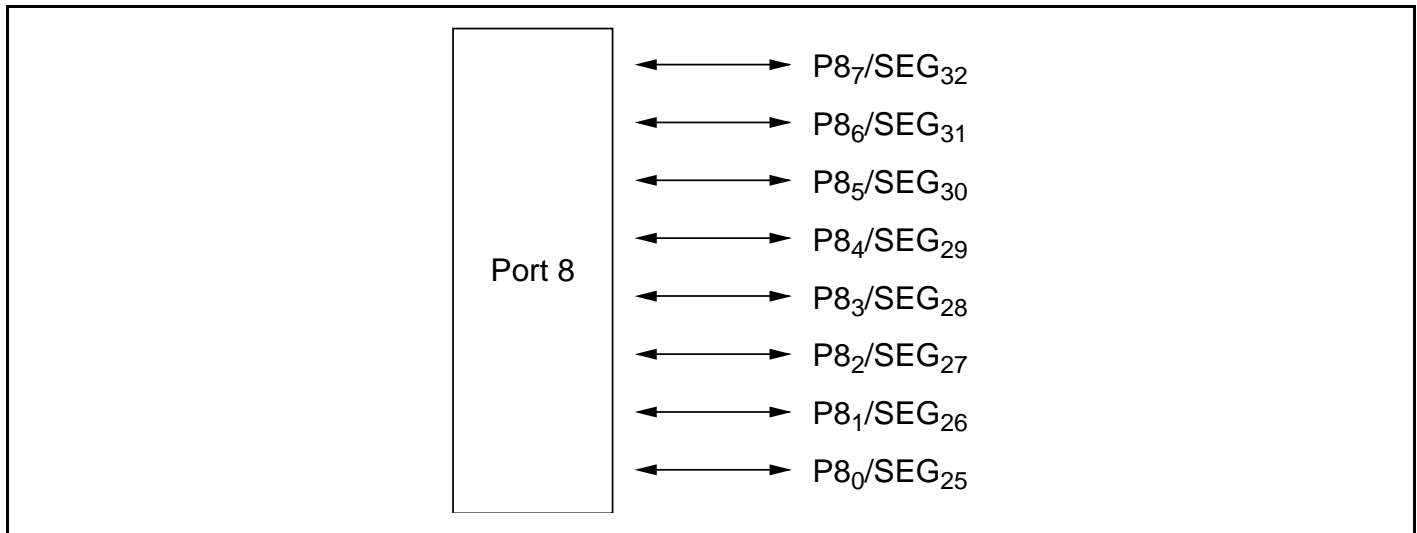 P8₇/SEG₃₂
P8₆/SEG₃₁
P8₅/SEG₃₀
P8₄/SEG₂₉
Port 8
P8₃/SEG₂₈
P8₂/SEG₂₇
P8₁/SEG₂₆
P8₀/SEG₂₅